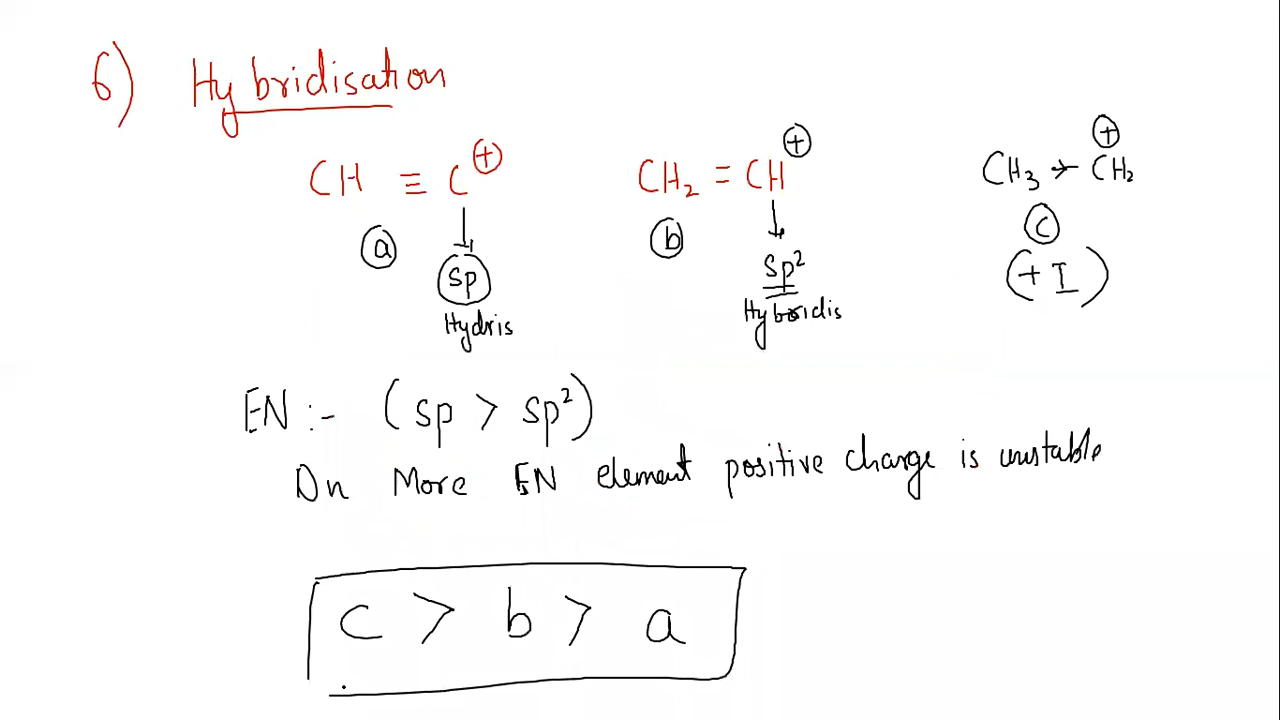 6) Hybridisation
CH ≡ C⊕ CH₂ = CH⊕ CH₃ → CH₂⊕
a b c
Sp Sp² (+ I)
Hydris Hybridis
EN :- (Sp > Sp²)
On More EN element positive charge is unstable
c > b > a